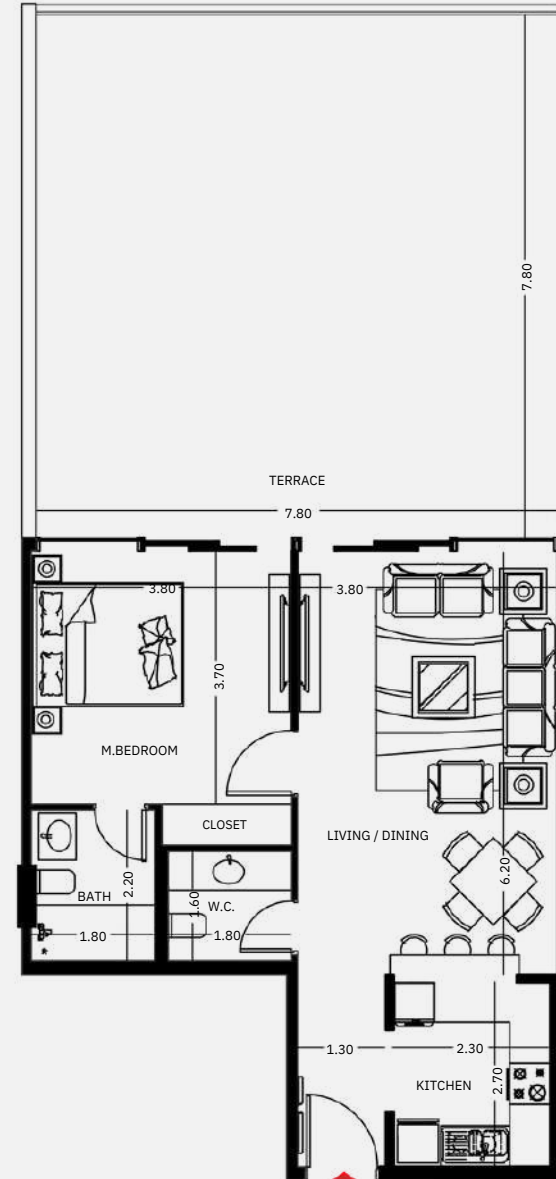 7.80
TERRACE
7.80
3.80
3.80
3.70
M.BEDROOM
CLOSET
LIVING / DINING
6.20
2.20
BATH
1.60
W.C.
1.80
1.80
1.30
2.30
2.70
KITCHEN